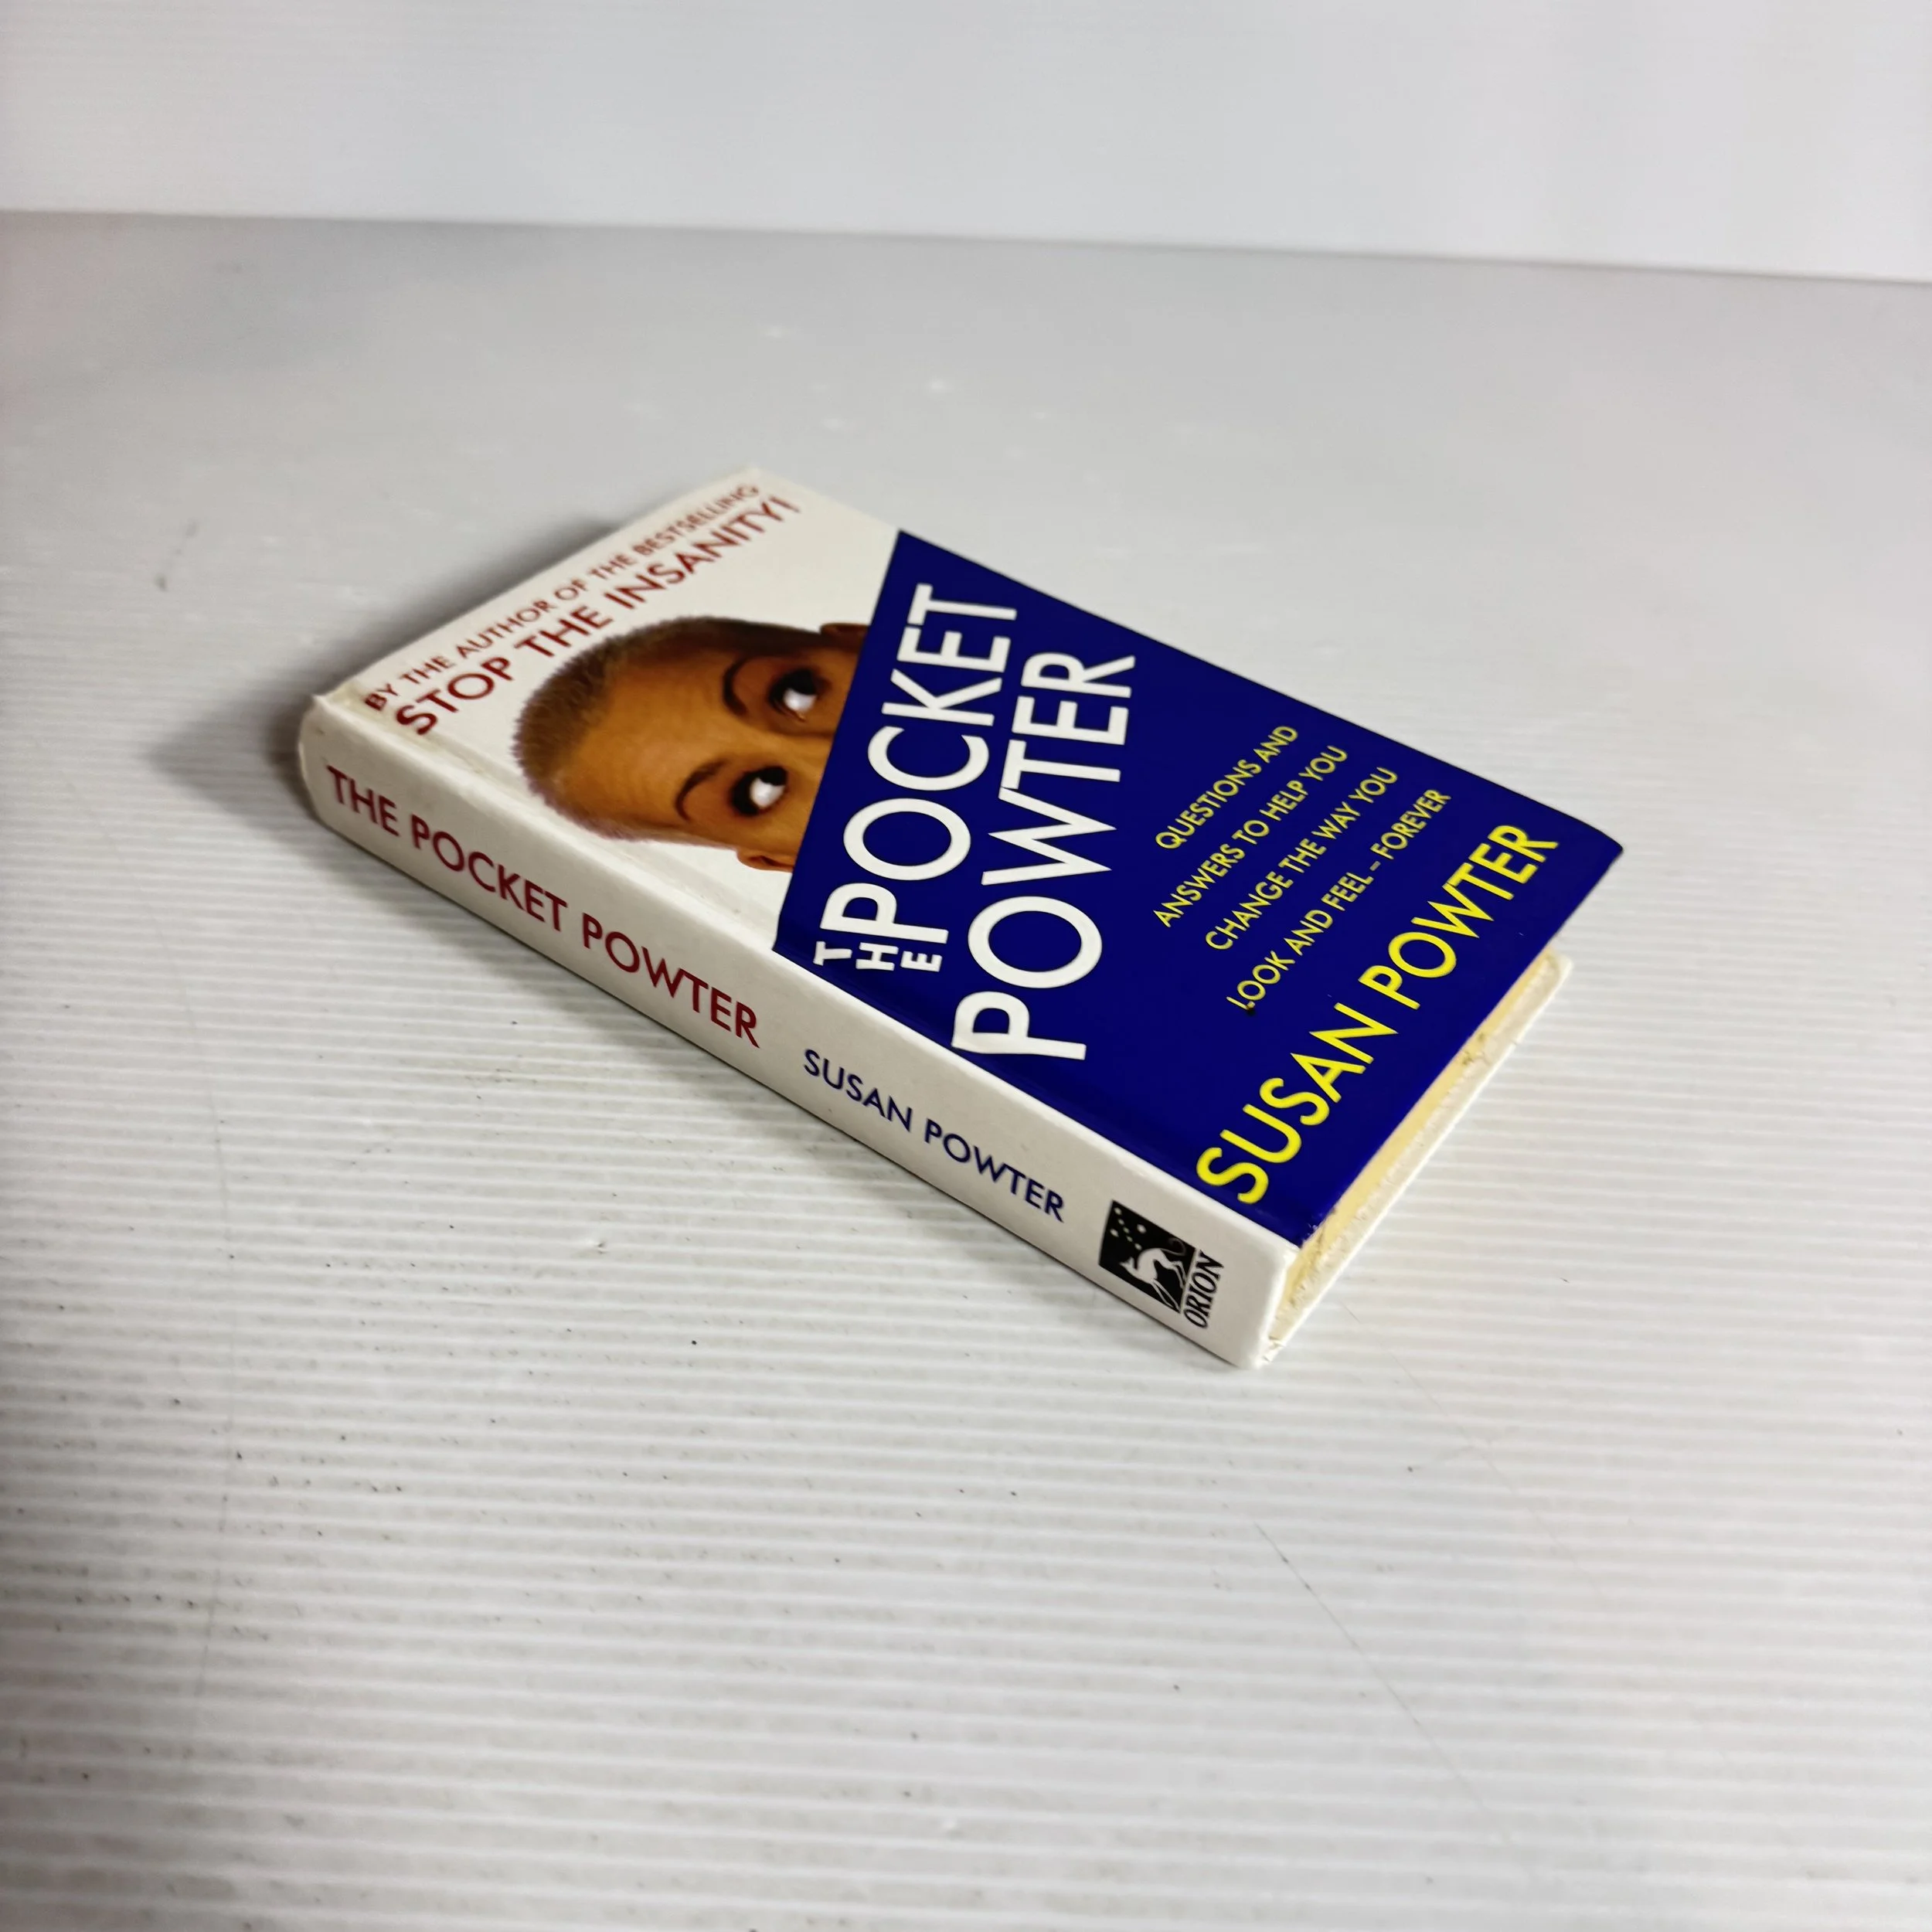 BY THE AUTHOR OF THE BESTSELLING
STOP THE INSANITY!
THE POCKET
POWTER
QUESTIONS AND
ANSWERS TO HELP YOU
CHANGE THE WAY YOU
LOOK AND FEEL – FOREVER
SUSAN POWTER
THE POCKET POWTER
SUSAN POWTER
ORION